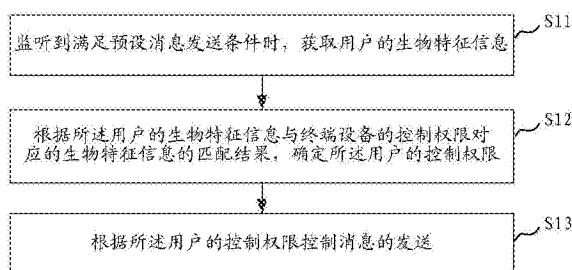 S11
监听到满足预设消息发送条件时，获取用户的生物特征信息
S12
根据所述用户的生物特征信息与终端设备的控制权限对
应的生物特征信息的匹配结果，确定所述用户的控制权限
S13
根据所述用户的控制权限控制消息的发送